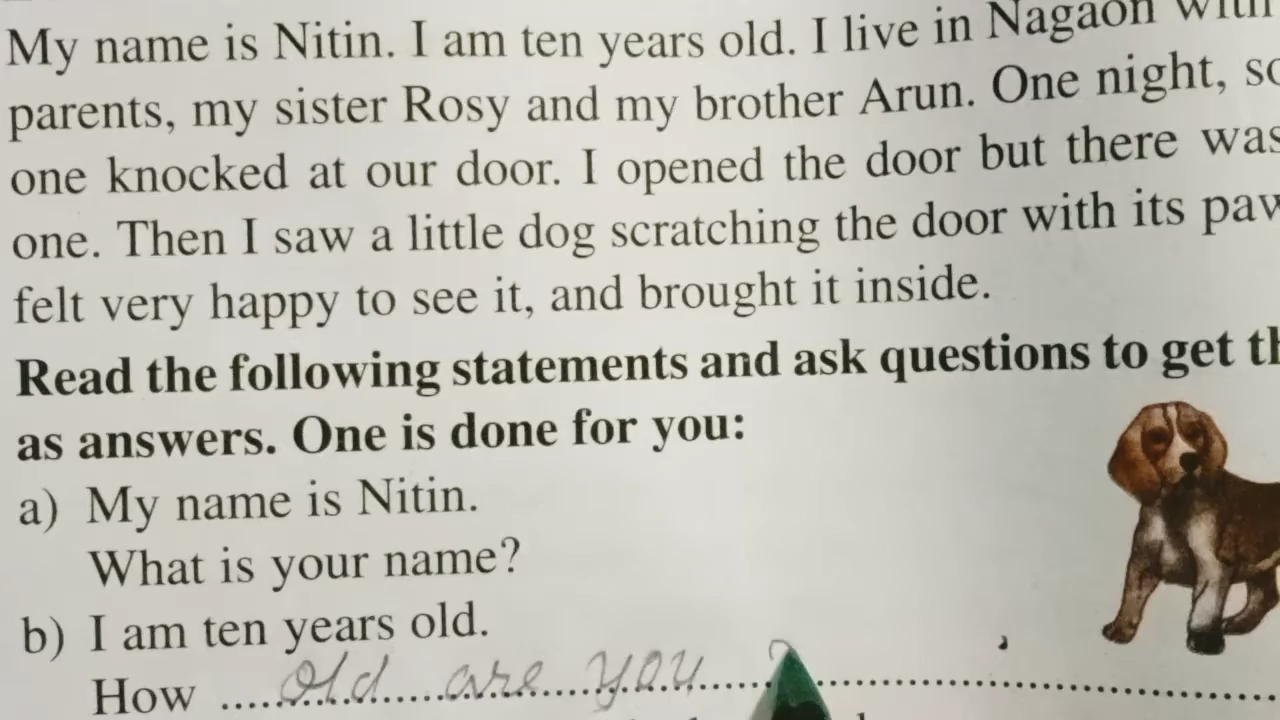 My name is Nitin. I am ten years old. I live in Nagaon with
parents, my sister Rosy and my brother Arun. One night,
one knocked at our door. I opened the door but there was
one. Then I saw a little dog scratching the door with its
felt very happy to see it, and brought it inside.
Read the following statements and ask questions to get
as answers. One is done for you:
a) My name is Nitin.
What is your name?
b) I am ten years old.
How ....old....are....you....?